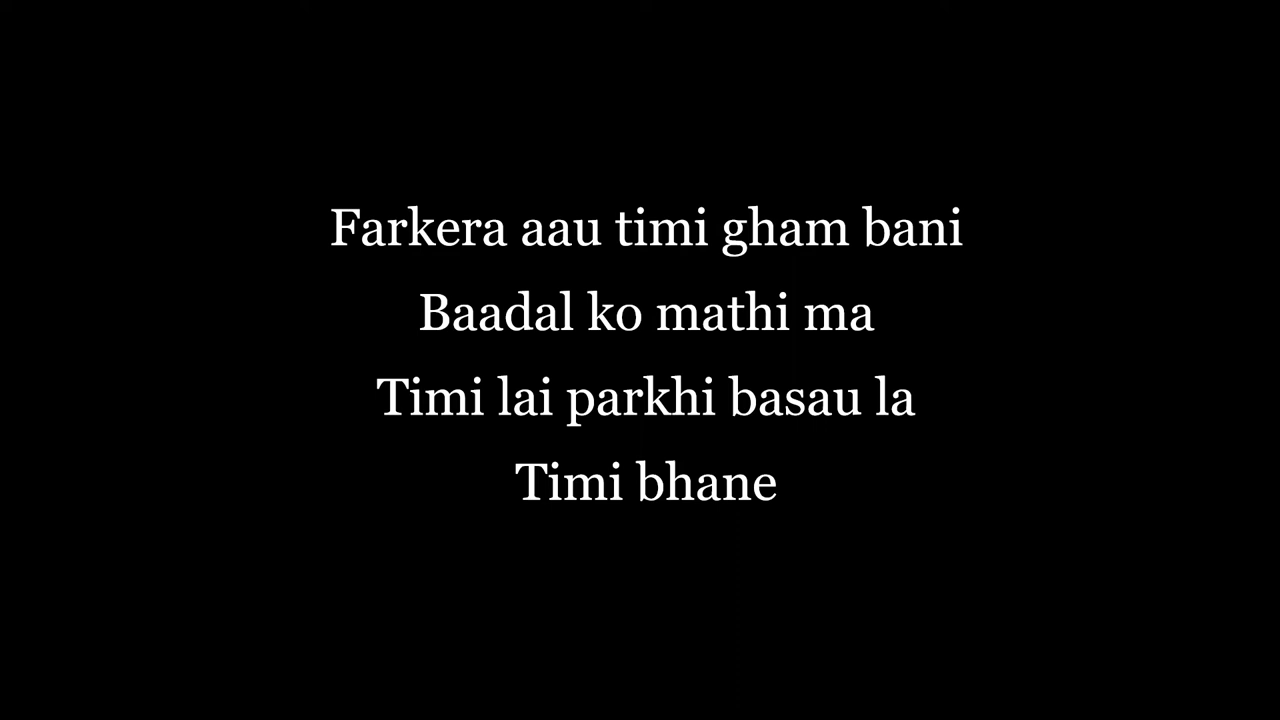 Farkera aau timi gham bani
Baadal ko mathi ma
Timi lai parkhi basau la
Timi bhane